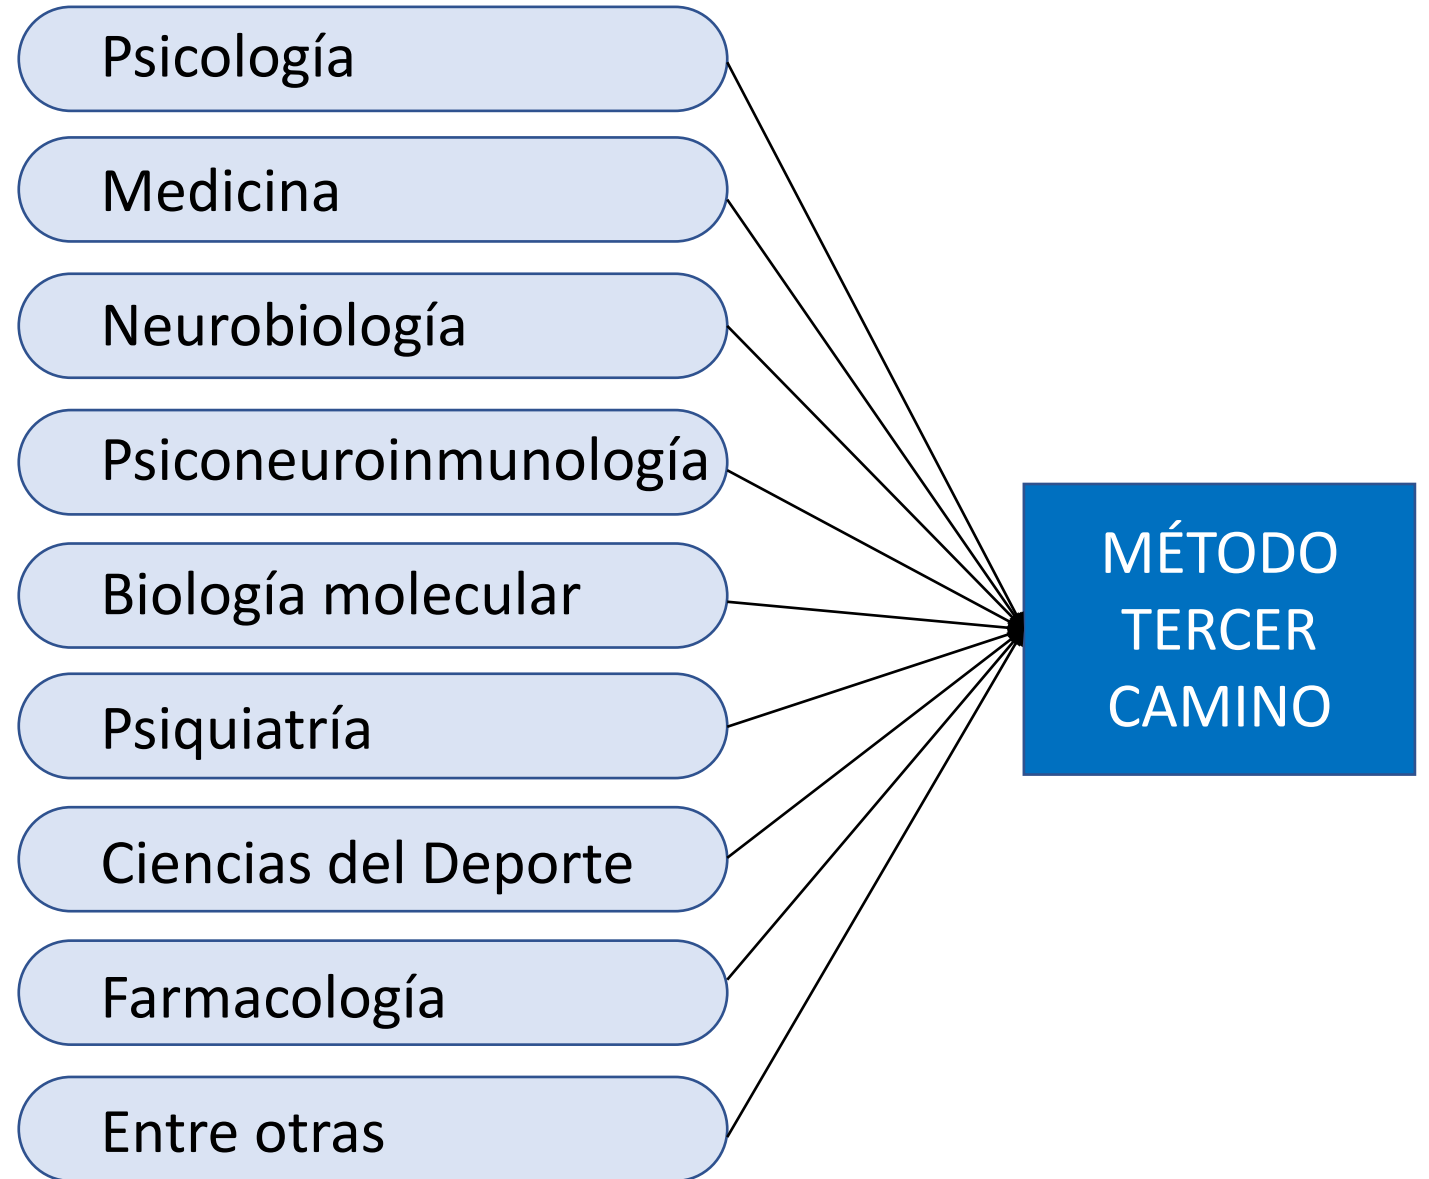 Psicología
Medicina
Neurobiología
Psiconeuroinmunología
Biología molecular
Psiquiatría
Ciencias del Deporte
Farmacología
Entre otras
MÉTODO
TERCER
CAMINO